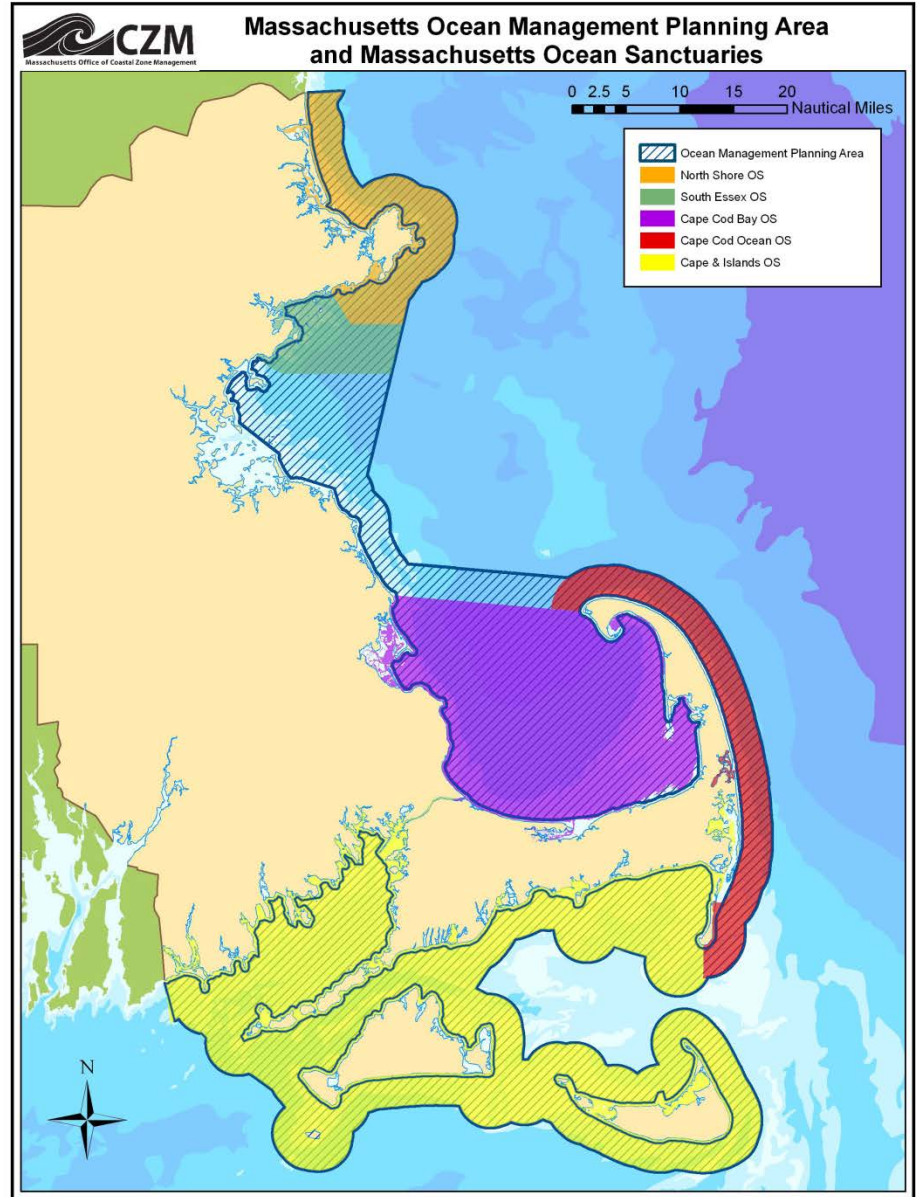 CZM
Massachusetts Office of Coastal Zone Management
Massachusetts Ocean Management Planning Area
and Massachusetts Ocean Sanctuaries
0 2.5 5 10 15 20
Nautical Miles
Ocean Management Planning Area
North Shore OS
South Essex OS
Cape Cod Bay OS
Cape Cod Ocean OS
Cape & Islands OS
N